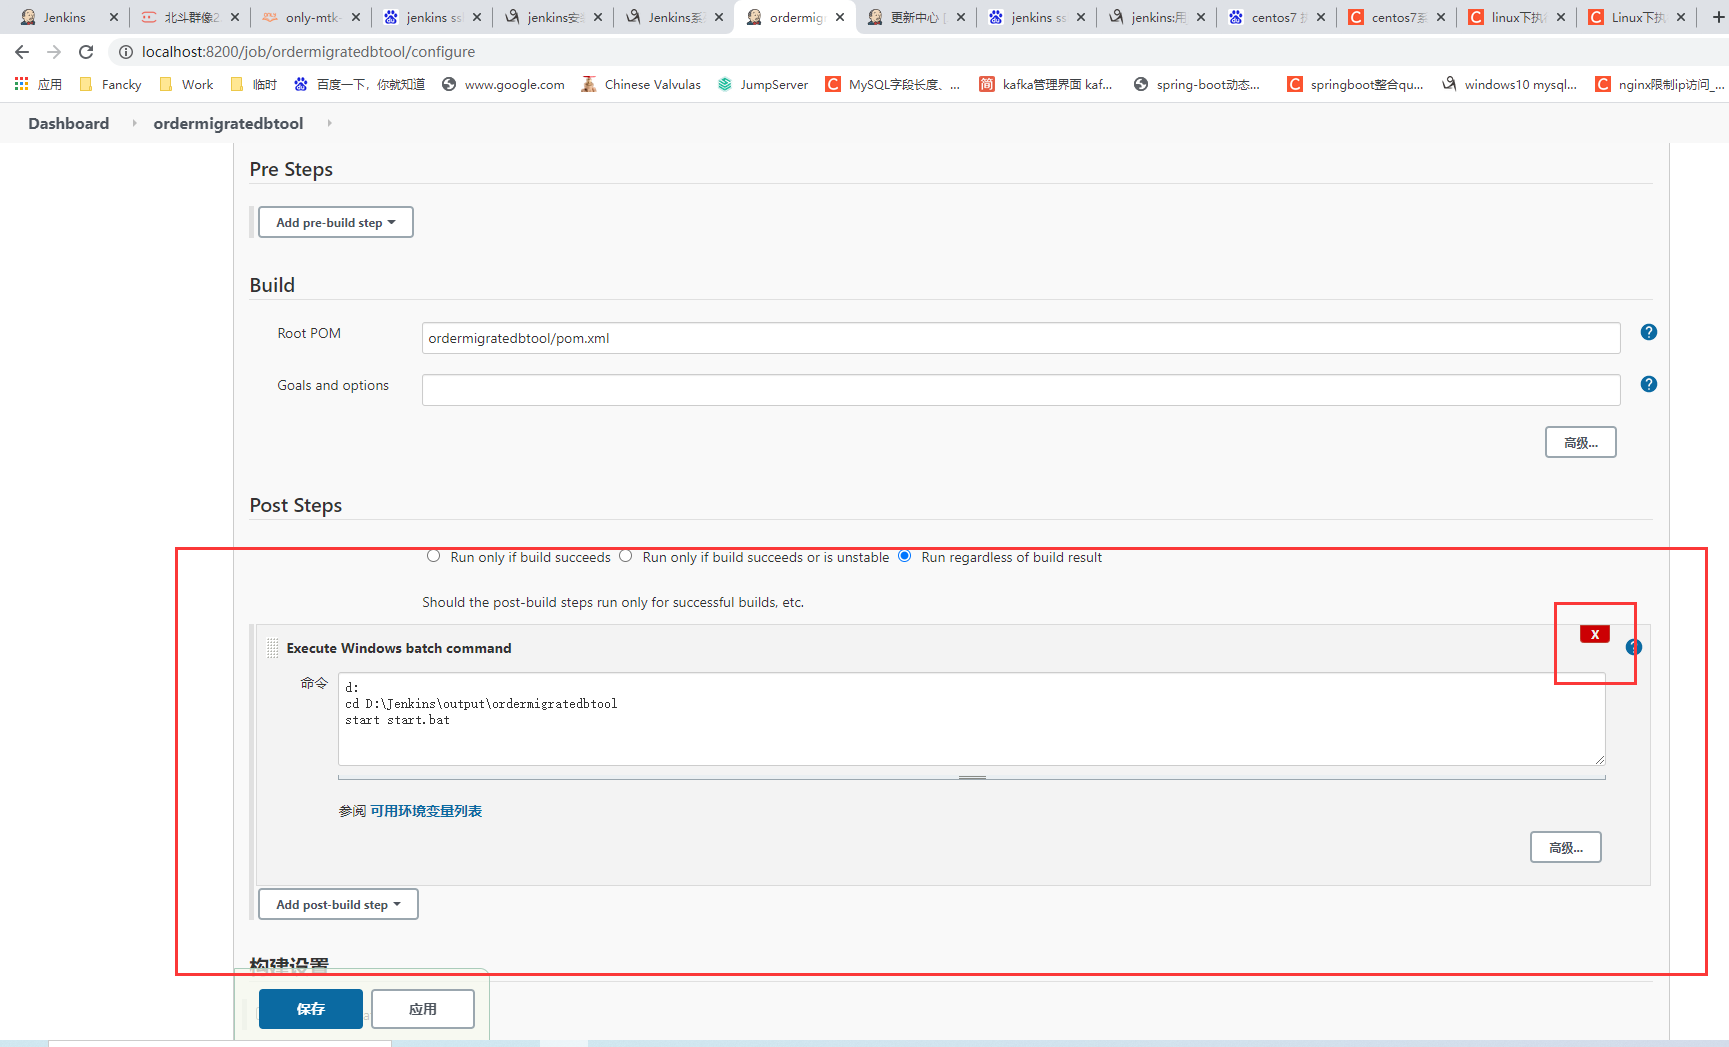 Jenkins
北斗群像2
only-mtk-
jenkins ss
jenkins安
Jenkins系
ordermig
更新中心 [
jenkins ss
jenkins:用
centos7
centos7系
linux下执
Linux下执
localhost:8200/job/ordermigratedbtool/configure
应用 Fancky Work 临时 百度一下，你就知道 www.google.com Chinese Valvulas JumpServer MySQL字段长度、... kafka管理界面 kaf... spring-boot动态... springboot整合qu... windows10 mysql... nginx限制ip访问_...
Dashboard ordermigratedbtool
Pre Steps
Add pre-build step
Build
Root POM ordermigratedbtool/pom.xml
Goals and options
高级...
Post Steps
Run only if build succeeds Run only if build succeeds or is unstable Run regardless of build result
Should the post-build steps run only for successful builds, etc.
X
Execute Windows batch command
命令
d:
cd D:\Jenkins\output\ordermigratedbtool
start start.bat
参阅 可用环境变量列表
高级...
Add post-build step
构建设置
保存 应用